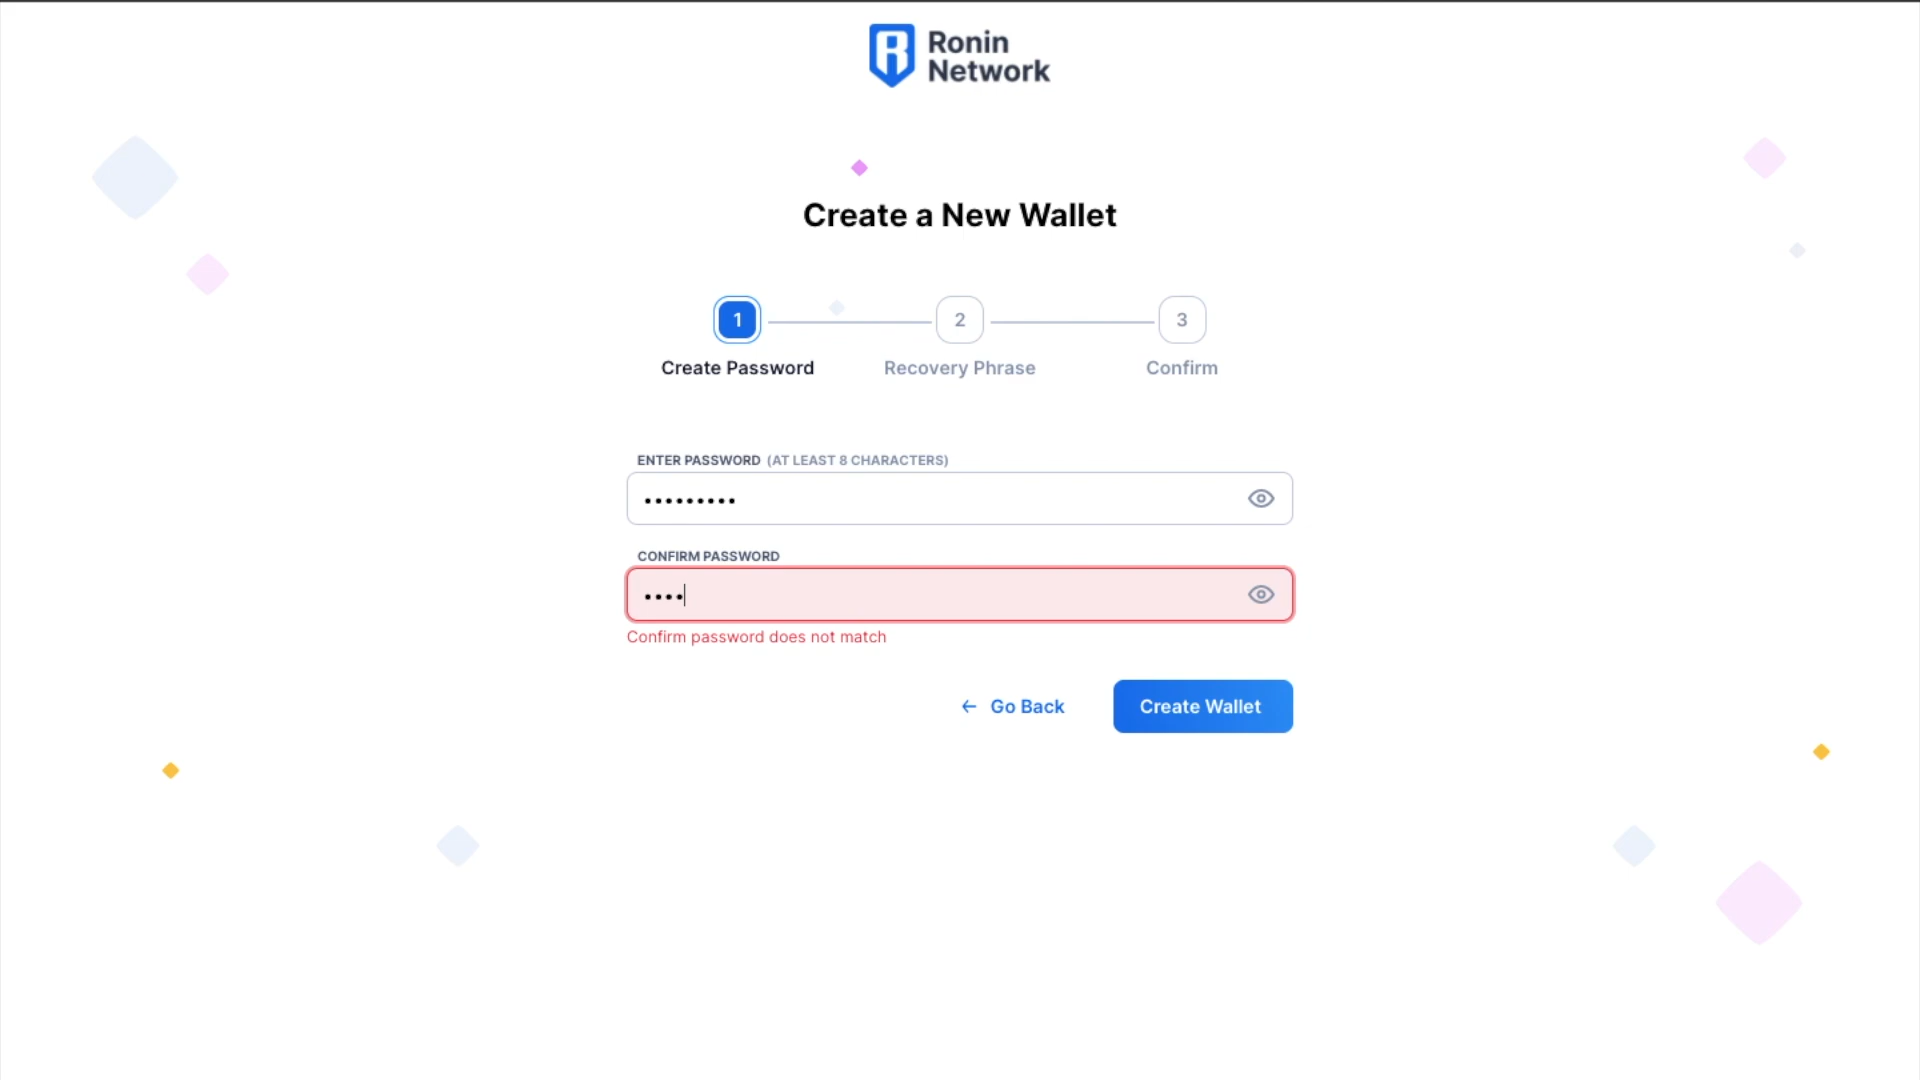 Ronin
Network
Create a New Wallet
1
2
3
Create Password
Recovery Phrase
Confirm
ENTER PASSWORD (AT LEAST 8 CHARACTERS)
•••••••••
CONFIRM PASSWORD
••••
Confirm password does not match
← Go Back
Create Wallet